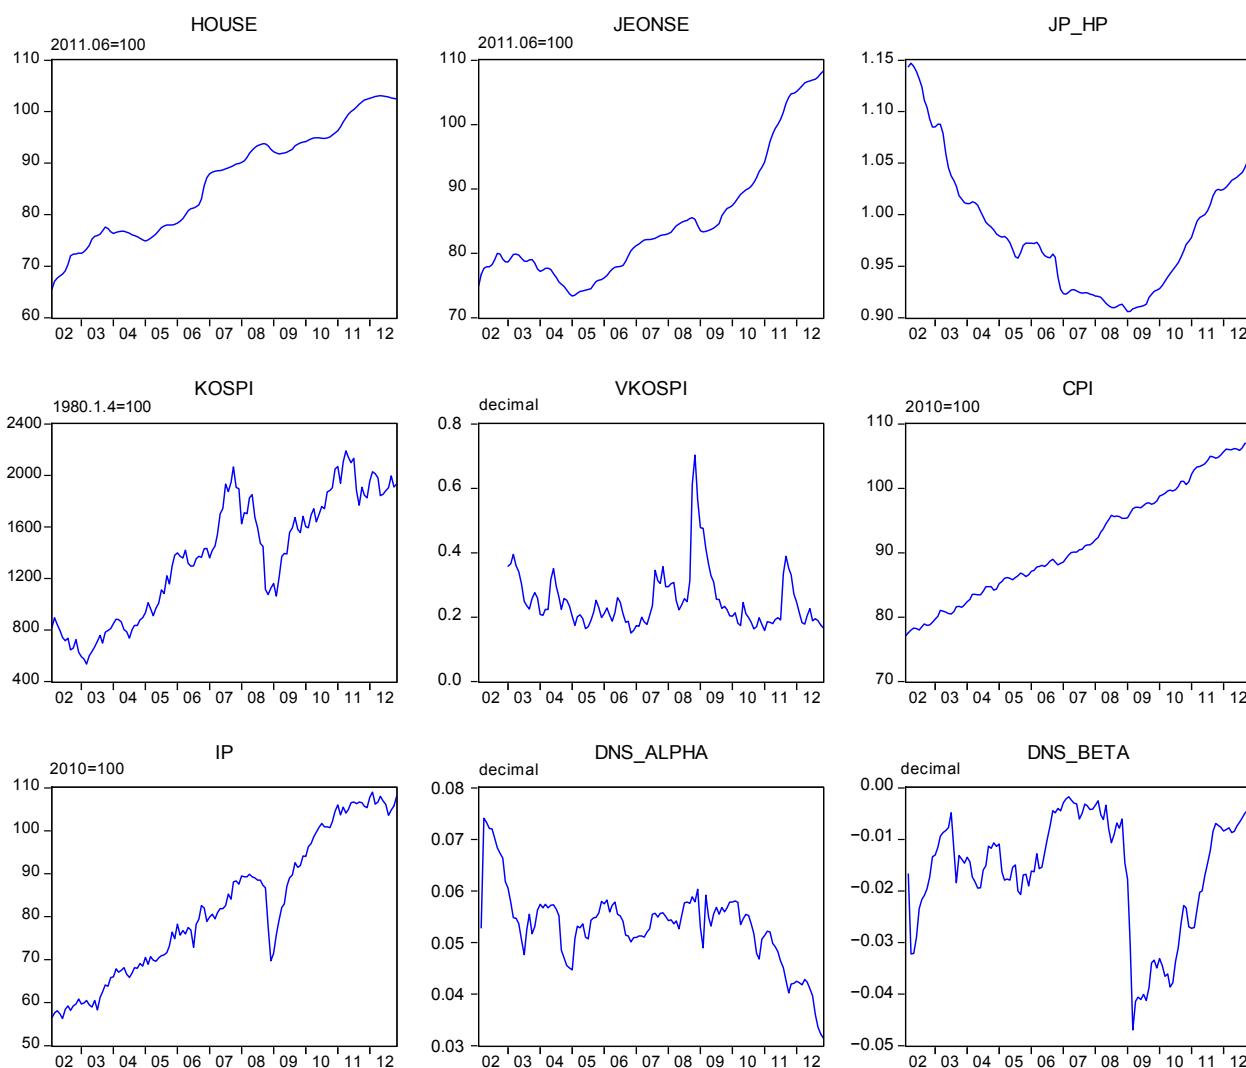 HOUSE
2011.06=100
110
100
90
80
70
60
02 03 04 05 06 07 08 09 10 11 12
JEONSE
2011.06=100
110
100
90
80
70
02 03 04 05 06 07 08 09 10 11 12
JP_HP
1.15
1.10
1.05
1.00
0.95
0.90
02 03 04 05 06 07 08 09 10 11 12
KOSPI
1980.1.4=100
2400
2000
1600
1200
800
400
02 03 04 05 06 07 08 09 10 11 12
VKOSPI
decimal
0.8
0.6
0.4
0.2
0.0
02 03 04 05 06 07 08 09 10 11 12
CPI
2010=100
110
100
90
80
70
02 03 04 05 06 07 08 09 10 11 12
IP
2010=100
110
100
90
80
70
60
50
02 03 04 05 06 07 08 09 10 11 12
DNS_ALPHA
decimal
0.08
0.07
0.06
0.05
0.04
0.03
02 03 04 05 06 07 08 09 10 11 12
DNS_BETA
decimal
0.00
−0.01
−0.02
−0.03
−0.04
−0.05
02 03 04 05 06 07 08 09 10 11 12